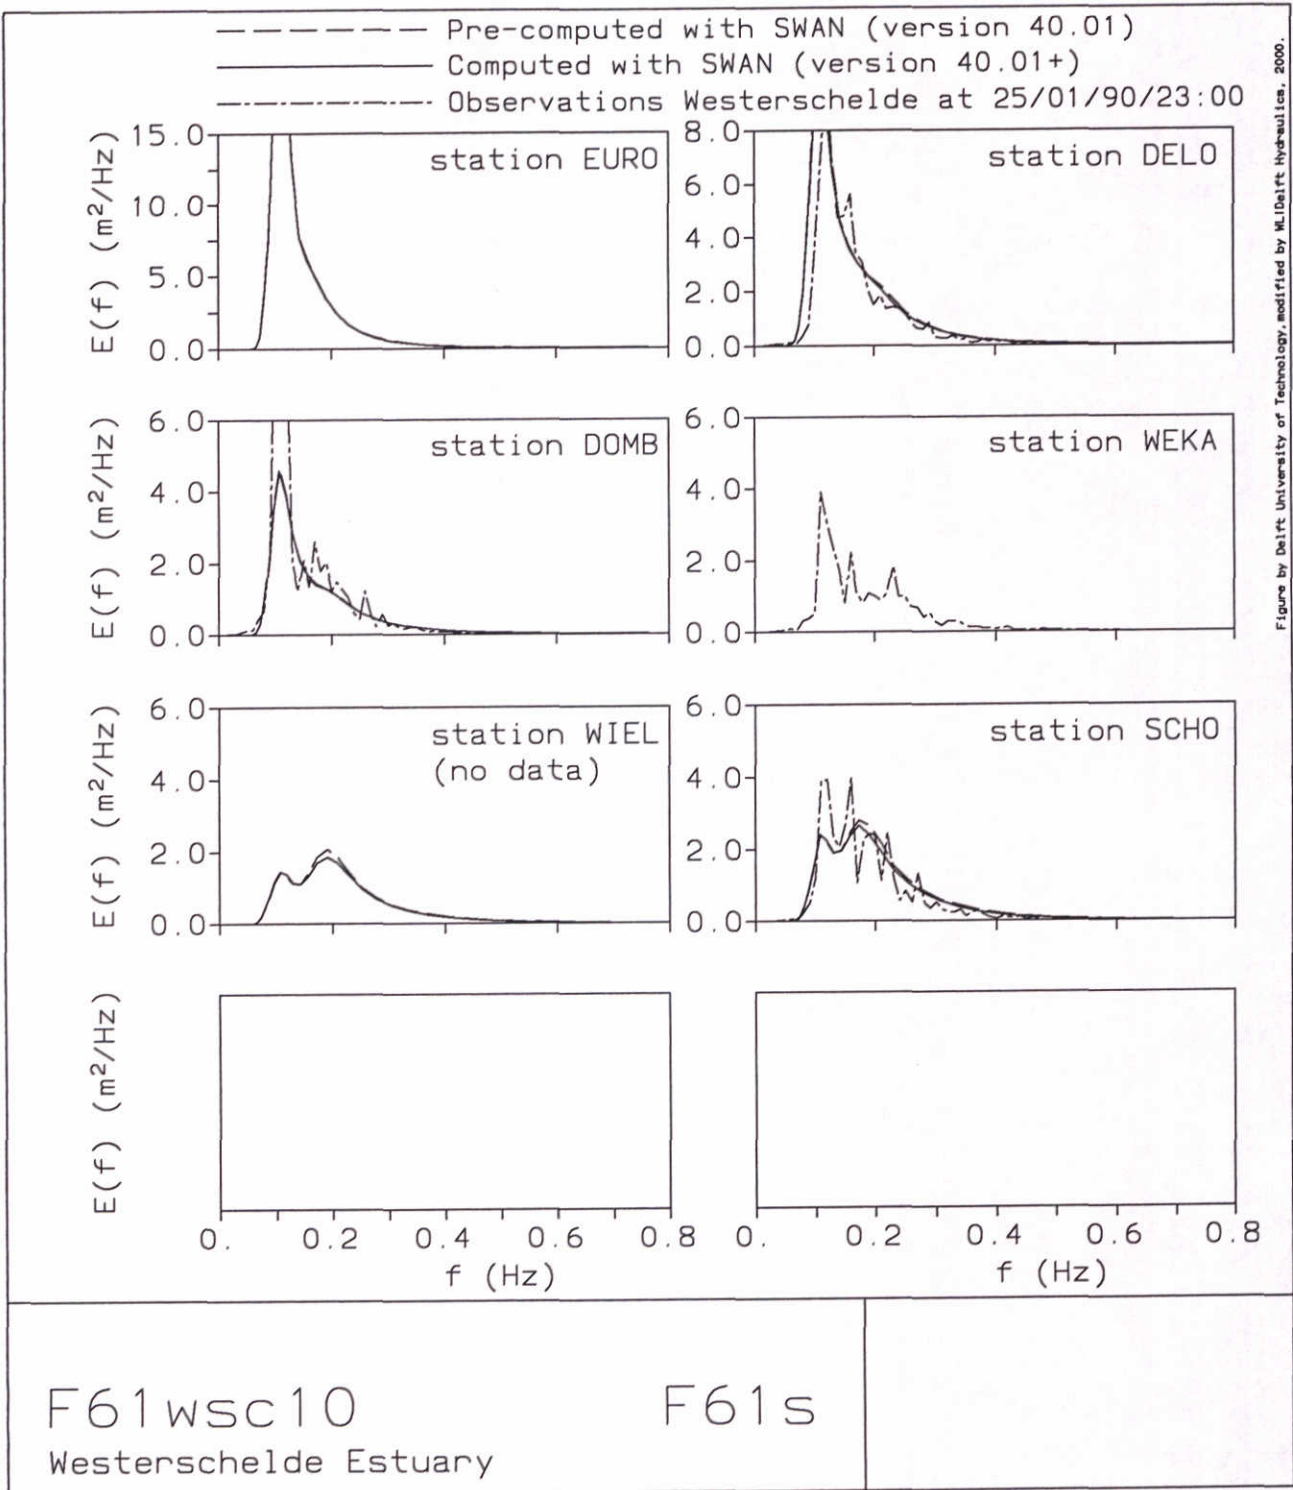 Pre-computed with SWAN (version 40.01)
Computed with SWAN (version 40.01+)
Observations Westerschelde at 25/01/90/23:00
E(f) (m²/Hz)
15.0
10.0
5.0
0.0
station EURO
8.0
6.0
4.0
2.0
0.0
station DELO
E(f) (m²/Hz)
6.0
4.0
2.0
0.0
station DOMB
6.0
4.0
2.0
0.0
station WEKA
E(f) (m²/Hz)
6.0
4.0
2.0
0.0
station WIEL
(no data)
6.0
4.0
2.0
0.0
station SCHO
E(f) (m²/Hz)
0. 0.2 0.4 0.6 0.8
f (Hz)
0. 0.2 0.4 0.6 0.8
f (Hz)
Figure by Delft University of Technology, modified by WL|Delft Hydraulics, 2000.
F61wsc10
F61s
Westerschelde Estuary